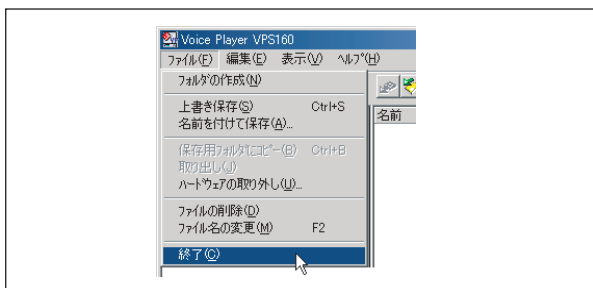 Voice Player VPS160
ファイル(F) 編集(E) 表示(V) ヘルプ(H)
フォルダの作成(N)
上書き保存(S) Ctrl+S
名前を付けて保存(A)...
保存用フォルダにコピー(B) Ctrl+B
取り出し(J)
ハードウェアの取り外し(U)...
ファイルの削除(D)
ファイル名の変更(M) F2
終了(C)
名前